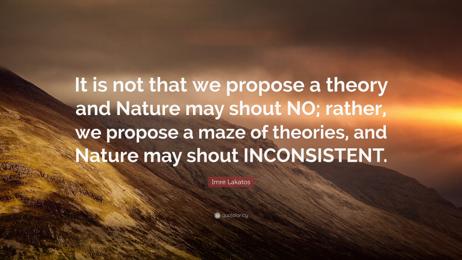 It is not that we propose a theory
and Nature may shout NO; rather,
we propose a maze of theories, and
Nature may shout INCONSISTENT.
Imre Lakatos
quotefancy